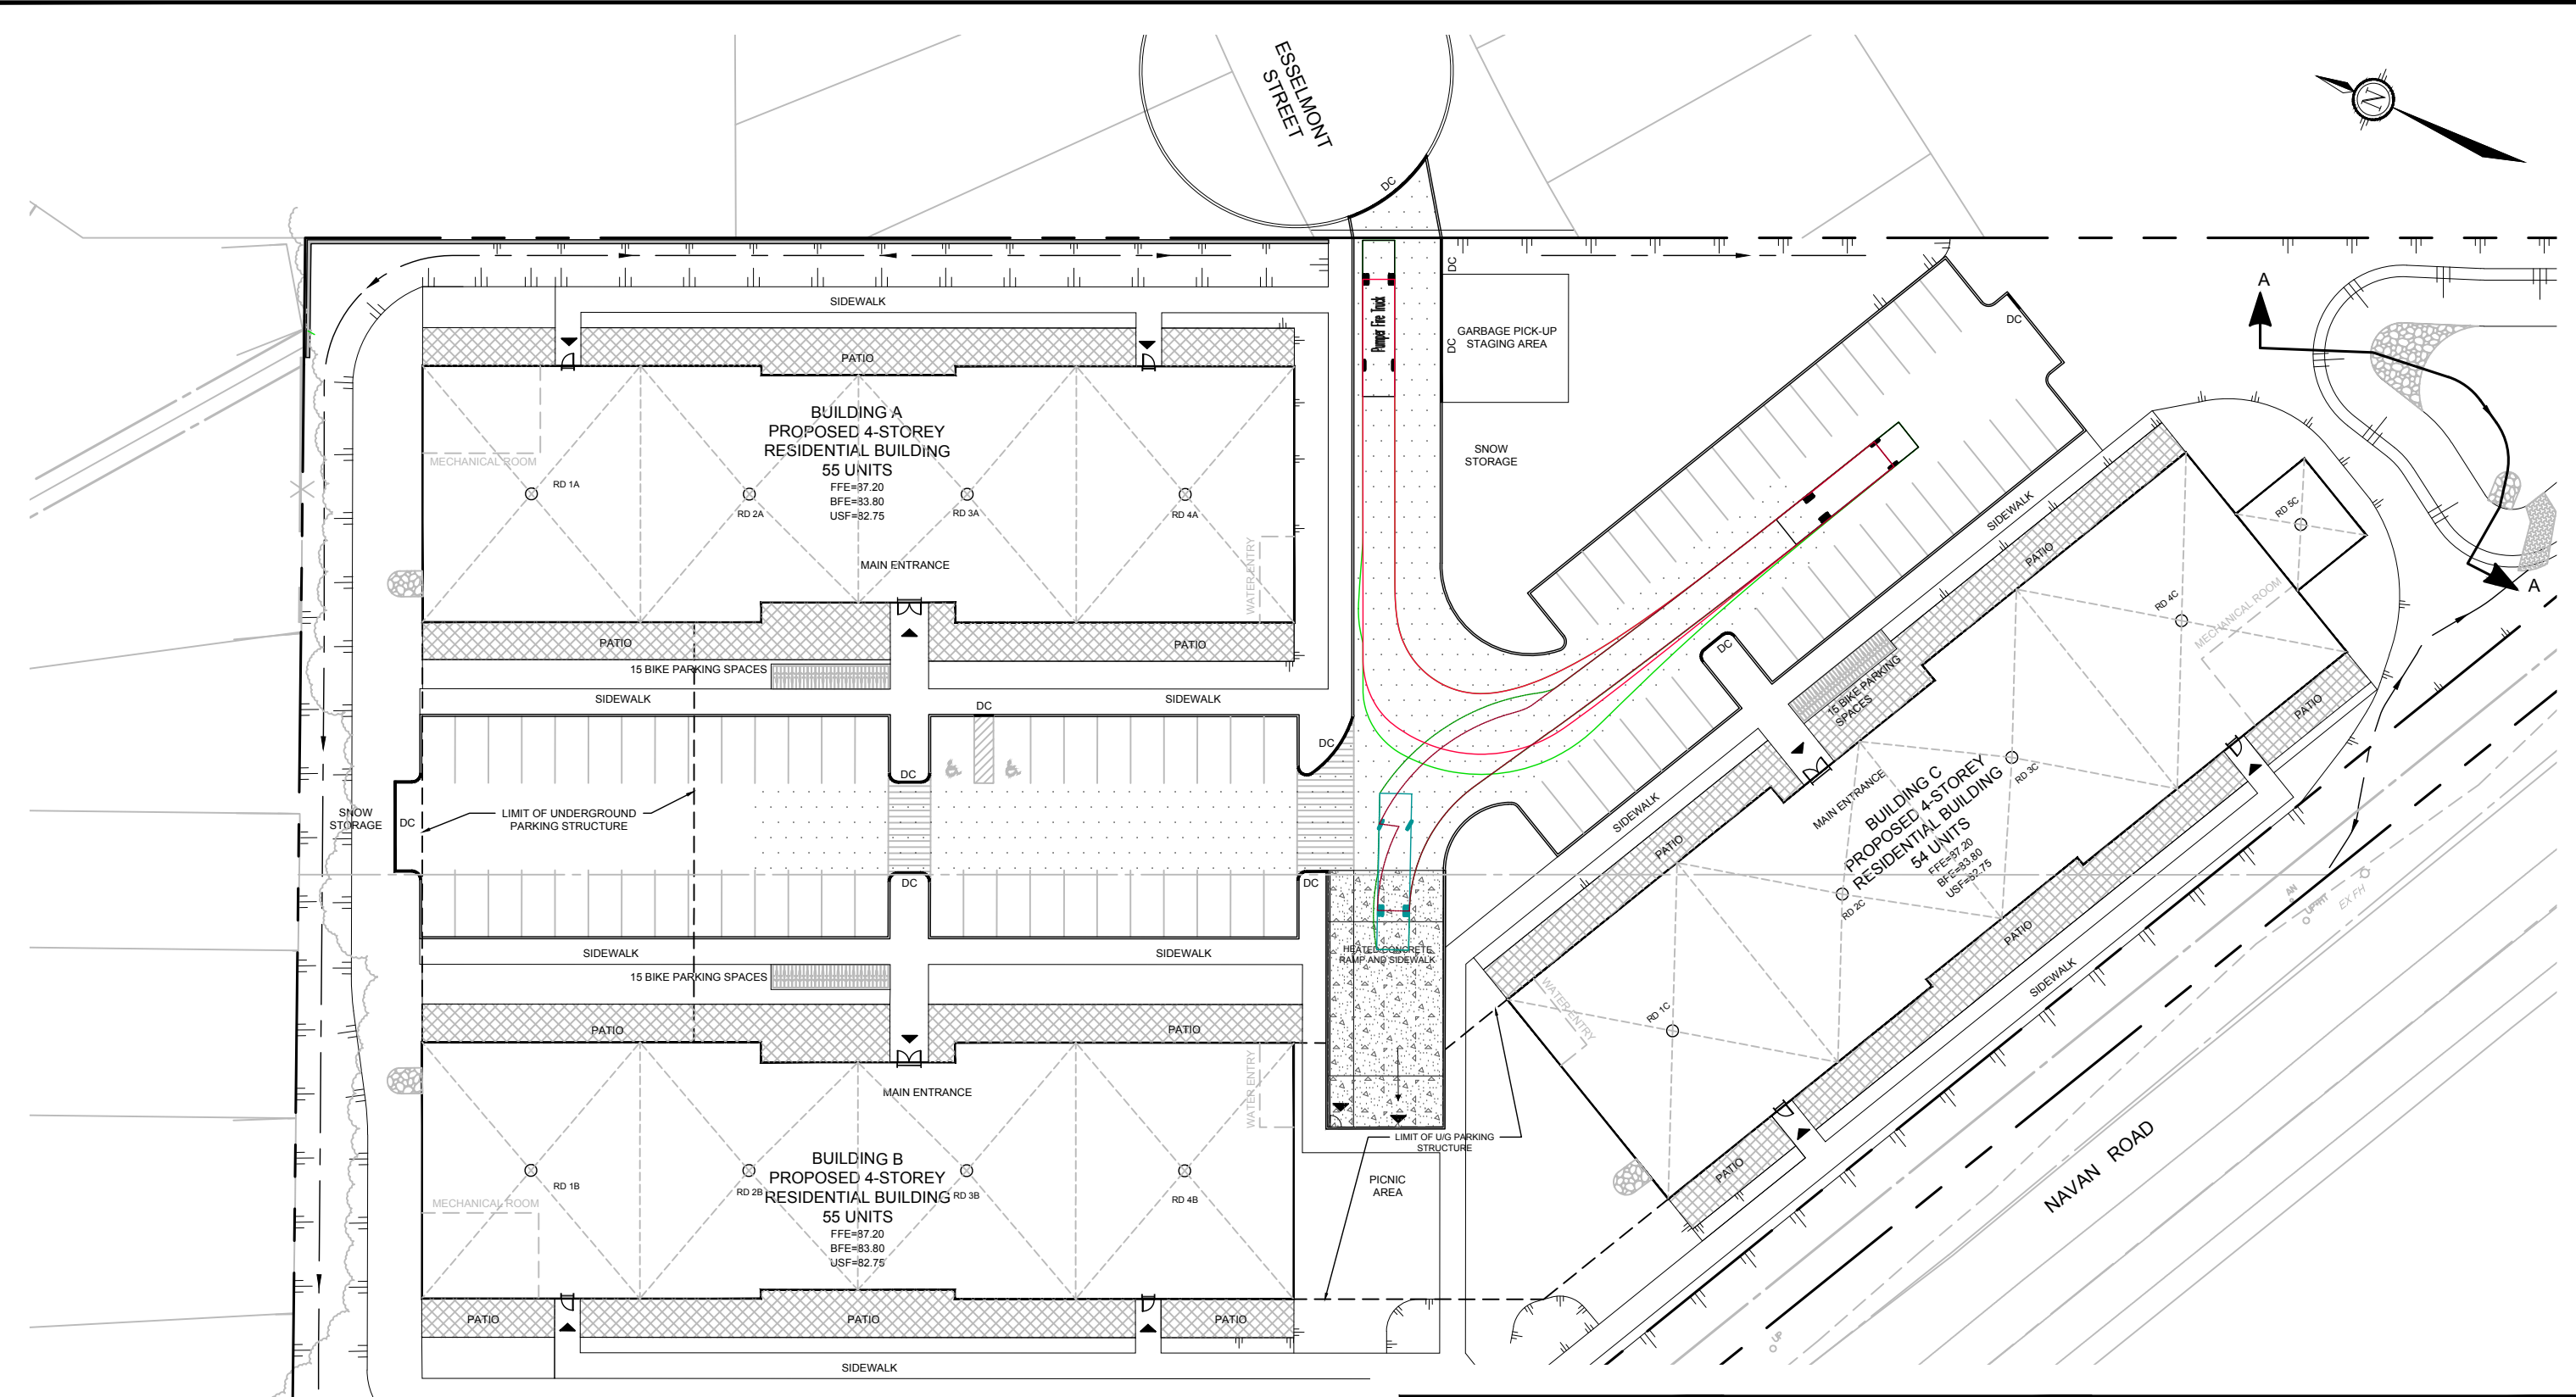 ESSELMONT
STREET
N
DC
DC
DC
DC
SIDEWALK
PATIO
Pumper Fire Truck
GARBAGE PICK-UP
STAGING AREA
SNOW
STORAGE
A
A
BUILDING A
PROPOSED 4-STOREY
RESIDENTIAL BUILDING
55 UNITS
FFE=87.20
BFE=83.80
USF=82.75
MECHANICAL ROOM
RD 1A
RD 2A
RD 3A
RD 4A
MAIN ENTRANCE
WATER ENTRY
PATIO
PATIO
15 BIKE PARKING SPACES
SIDEWALK
SIDEWALK
DC
DC
DC
DC
LIMIT OF UNDERGROUND
PARKING STRUCTURE
SNOW
STORAGE
DC
DC
DC
SIDEWALK
SIDEWALK
15 BIKE PARKING SPACES
PATIO
PATIO
HEATED CONCRETE
RAMP AND SIDEWALK
MAIN ENTRANCE
WATER ENTRY
BUILDING B
PROPOSED 4-STOREY
RESIDENTIAL BUILDING
55 UNITS
FFE=87.20
BFE=83.80
USF=82.75
MECHANICAL ROOM
RD 1B
RD 2B
RD 3B
RD 4B
PATIO
PATIO
PATIO
SIDEWALK
LIMIT OF U/G PARKING
STRUCTURE
PICNIC
AREA
SIDEWALK
PATIO
RD 5C
RD 4C
MECHANICAL ROOM
15 BIKE PARKING
SPACES
PATIO
RD 3C
MAIN ENTRANCE
BUILDING C
PROPOSED 4-STOREY
RESIDENTIAL BUILDING
54 UNITS
FFE=87.20
BFE=83.80
USF=82.75
SIDEWALK
PATIO
RD 2C
PATIO
SIDEWALK
RD 1C
WATER ENTRY
PATIO
AN
UP-HT
EX FH
UP
NAVAN ROAD